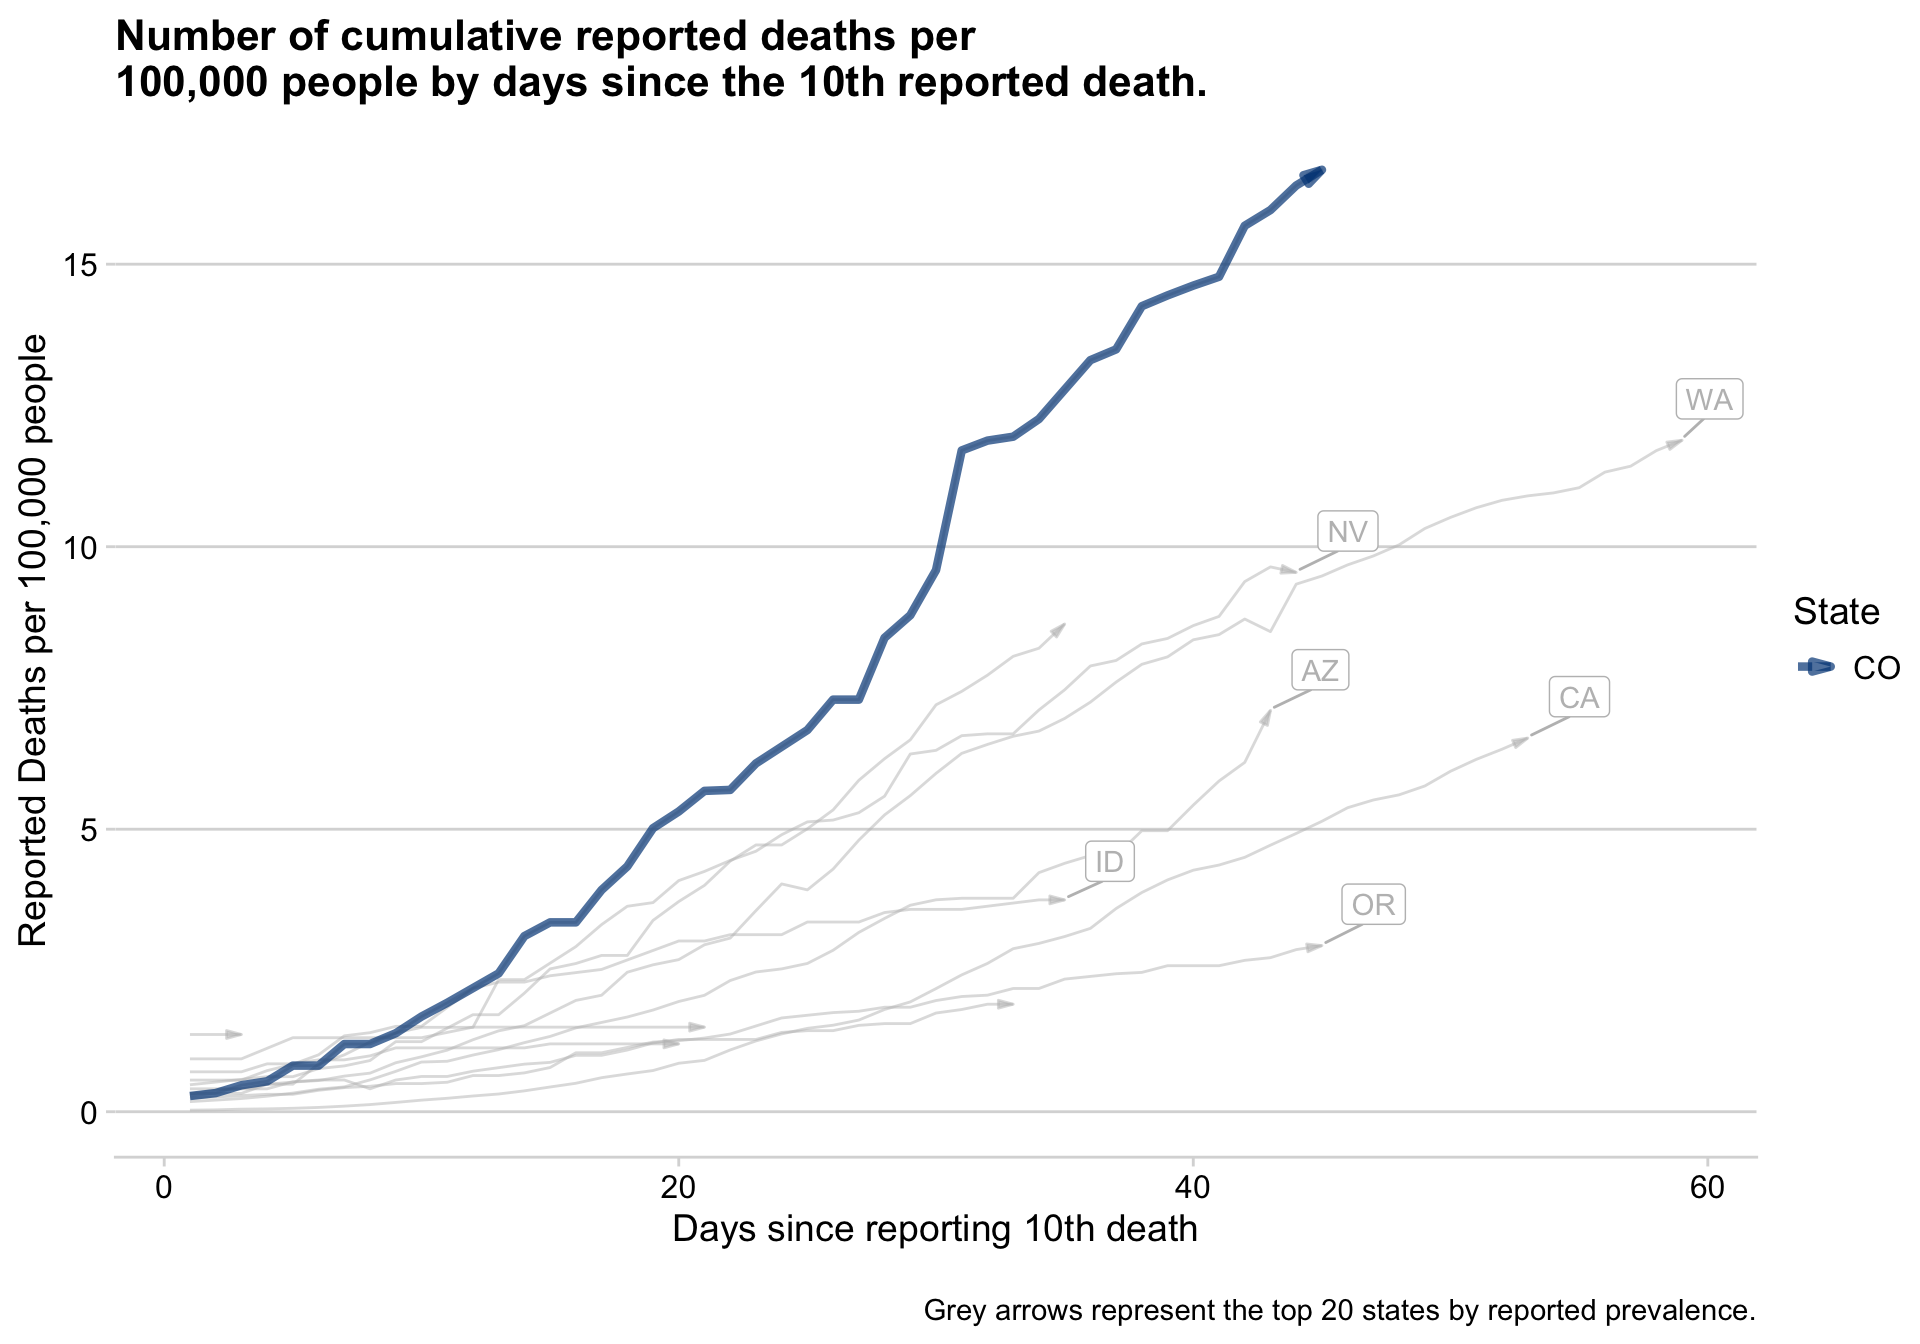 Number of cumulative reported deaths per
100,000 people by days since the 10th reported death.
Reported Deaths per 100,000 people
15
10
5
0
WA
NV
AZ
CA
ID
OR
State
CO
0
20
40
60
Days since reporting 10th death
Grey arrows represent the top 20 states by reported prevalence.